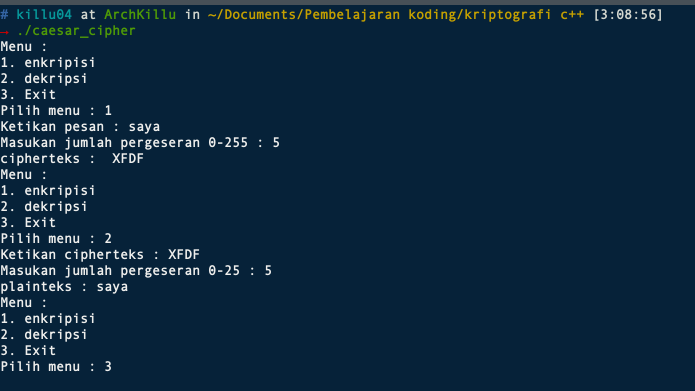 # killu04 at ArchKillu in ~/Documents/Pembelajaran koding/kriptografi c++ [3:08:56]
→ ./caesar_cipher
Menu :
1. enkripisi
2. dekripsi
3. Exit
Pilih menu : 1
Ketikan pesan : saya
Masukan jumlah pergeseran 0-255 : 5
cipherteks :  XFDF
Menu :
1. enkripisi
2. dekripsi
3. Exit
Pilih menu : 2
Ketikan cipherteks : XFDF
Masukan jumlah pergeseran 0-25 : 5
plainteks : saya
Menu :
1. enkripisi
2. dekripsi
3. Exit
Pilih menu : 3